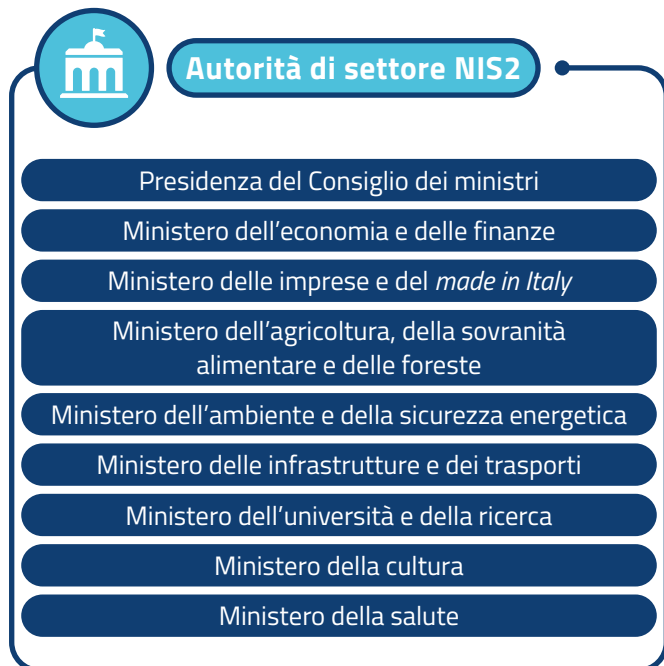 Autorità di settore NIS2
Presidenza del Consiglio dei ministri
Ministero dell’economia e delle finanze
Ministero delle imprese e del made in Italy
Ministero dell’agricoltura, della sovranità
alimentare e delle foreste
Ministero dell’ambiente e della sicurezza energetica
Ministero delle infrastrutture e dei trasporti
Ministero dell’università e della ricerca
Ministero della cultura
Ministero della salute